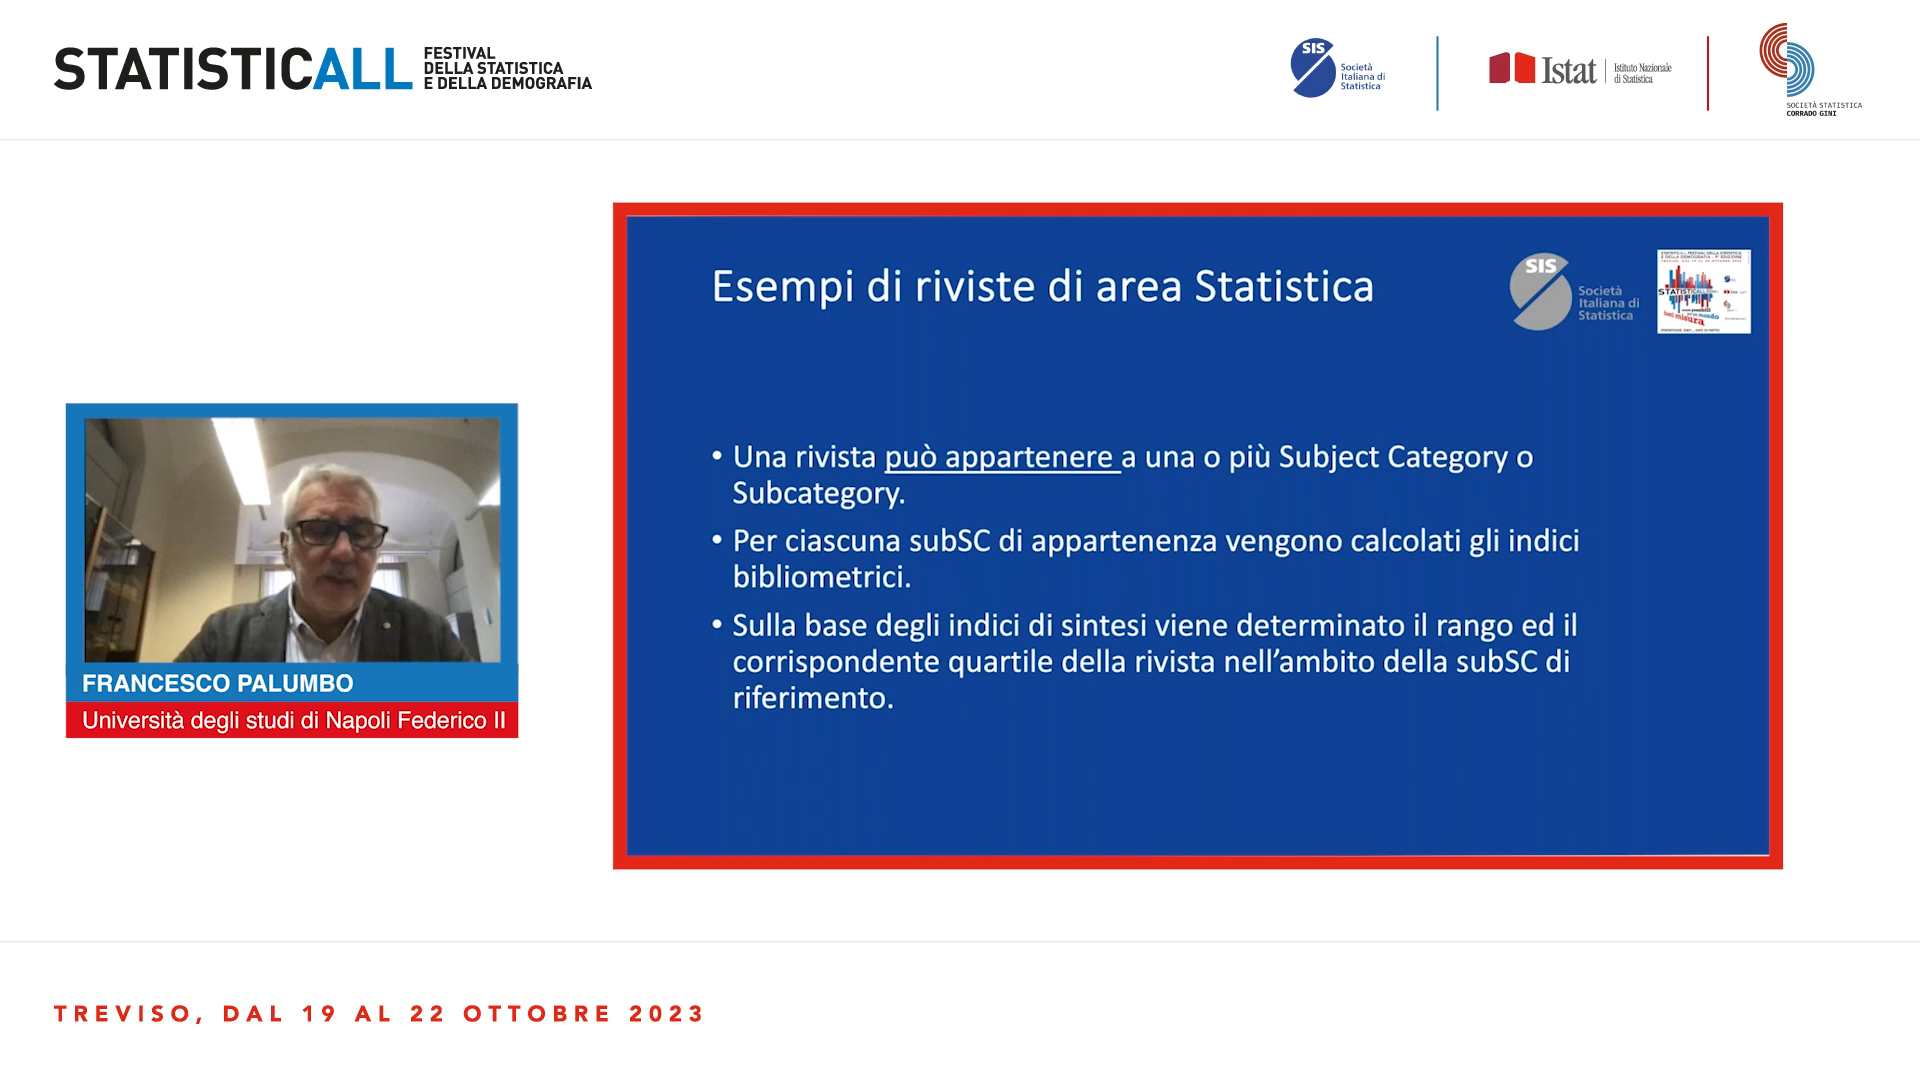 STATISTICALL
FESTIVAL
DELLA STATISTICA
E DELLA DEMOGRAFIA
SIS
Società
Italiana di
Statistica
Istat
Istituto Nazionale
di Statistica
SOCIETÀ STATISTICA
CORRADO GINI
Esempi di riviste di area Statistica
SIS
Società
Italiana di
Statistica
STATISTICALL
• Una rivista può appartenere a una o più Subject Category o
Subcategory.
• Per ciascuna subSC di appartenenza vengono calcolati gli indici
bibliometrici.
• Sulla base degli indici di sintesi viene determinato il rango ed il
corrispondente quartile della rivista nell'ambito della subSC di
riferimento.
FRANCESCO PALUMBO
Università degli studi di Napoli Federico II
TREVISO, DAL 19 AL 22 OTTOBRE 2023